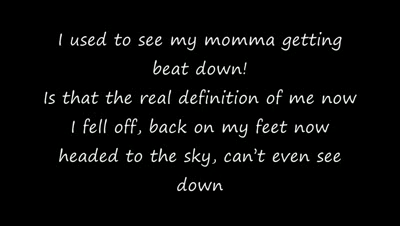 I used to see my momma getting
beat down!
Is that the real definition of me now
I fell off, back on my feet now
headed to the sky, can't even see
down